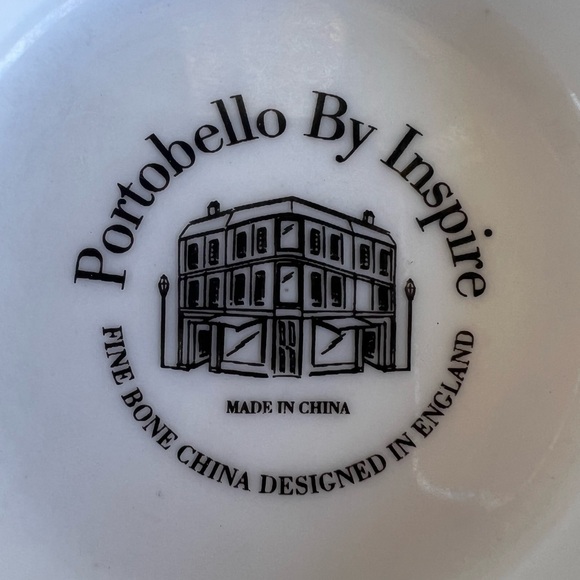 Portobello By Inspire
MADE IN CHINA
FINE BONE CHINA DESIGNED IN ENGLAND